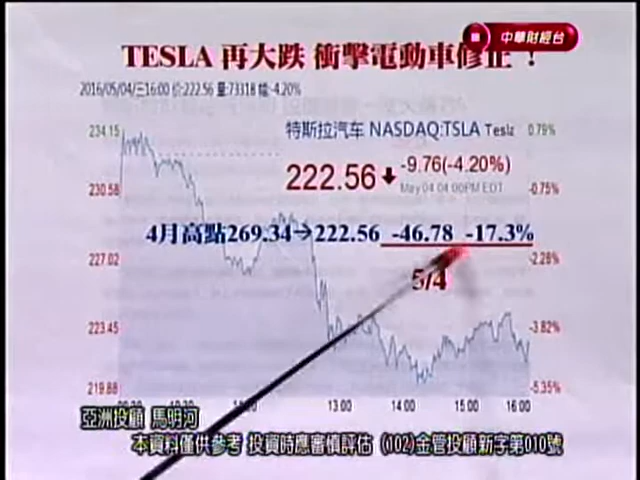 中華財經台
TESLA 再大跌 衝擊電動車修正 !
2016/05/04/三16:00 价:222.56 量:73318 幅:-4.20%
234.15
特斯拉汽车 NASDAQ:TSLA Tesla
0.79%
222.56 -9.76(-4.20%)
230.58
May 04 04:00PM EDT
-0.75%
4月高點269.34→222.56 -46.78 -17.3%
227.02
-2.28%
5/4
223.45
-3.82%
219.88
-5.35%
13:00 14:00 15:00 16:00
亞洲投顧 馬明河
本資料僅供參考 投資時應審慎評估 (102)金管投顧新字第010號